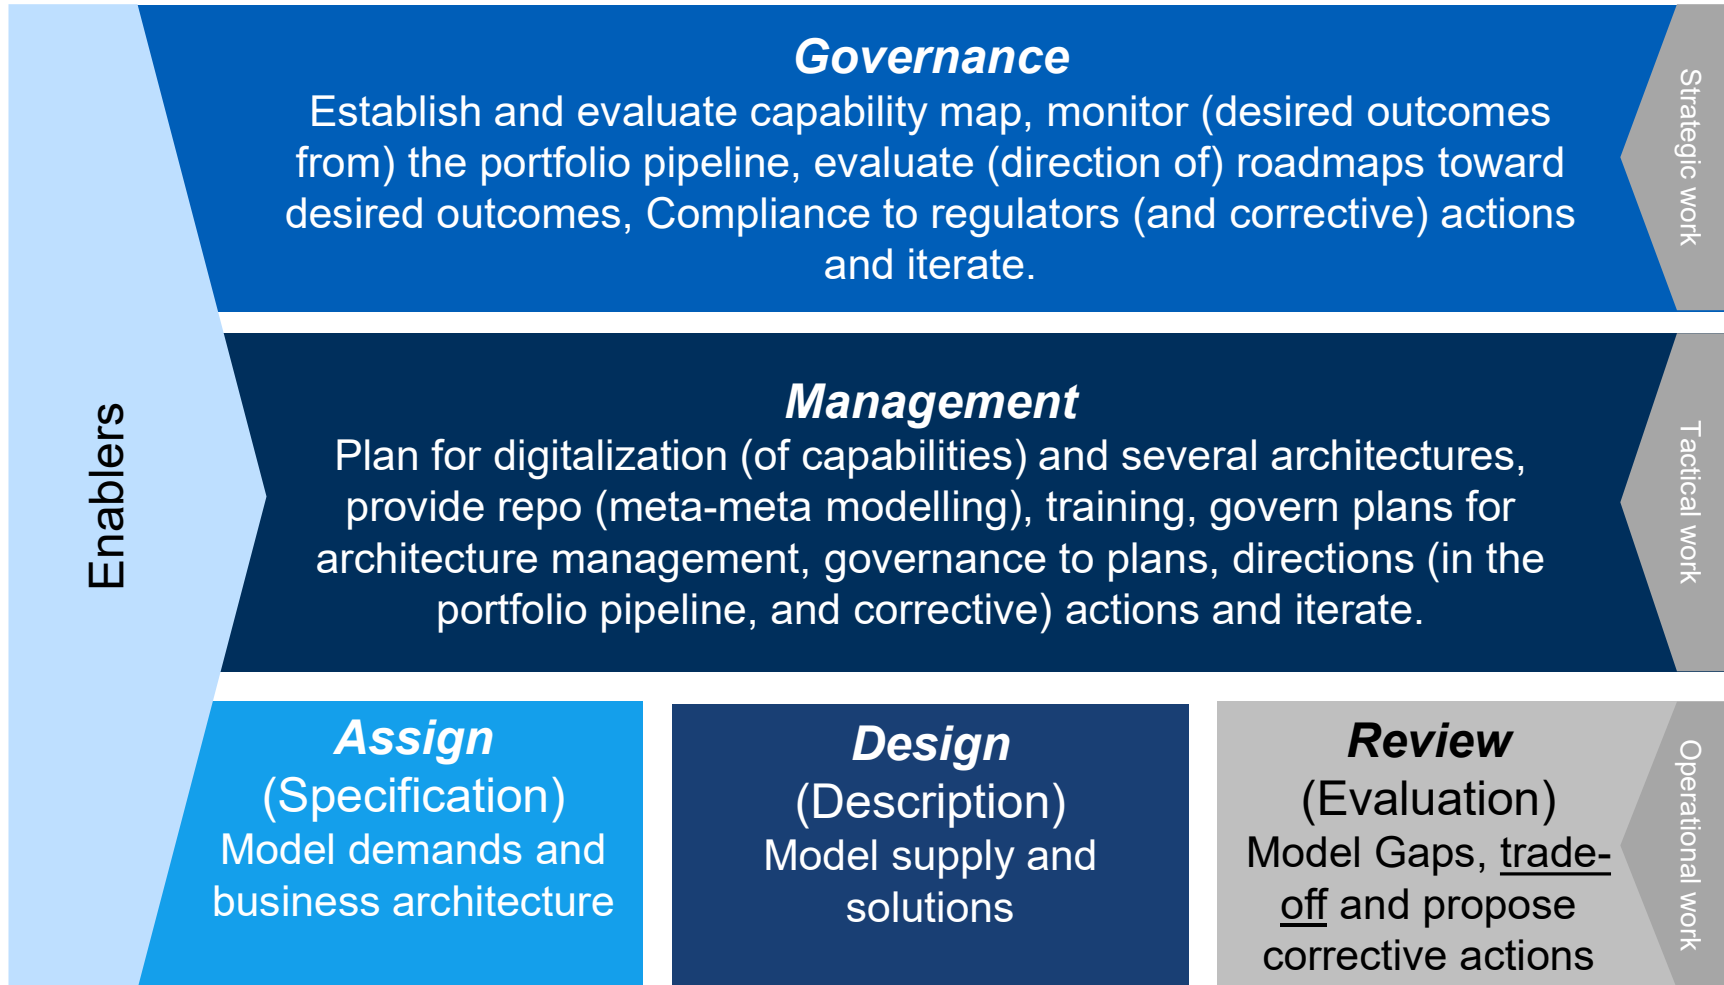 Enablers
Governance
Establish and evaluate capability map, monitor (desired outcomes
from) the portfolio pipeline, evaluate (direction of) roadmaps toward
desired outcomes, Compliance to regulators (and corrective) actions
and iterate.
Strategic work
Management
Plan for digitalization (of capabilities) and several architectures,
provide repo (meta-meta modelling), training, govern plans for
architecture management, governance to plans, directions (in the
portfolio pipeline, and corrective) actions and iterate.
Tactical work
Assign
(Specification)
Model demands and
business architecture
Design
(Description)
Model supply and
solutions
Review
(Evaluation)
Model Gaps, trade-
off and propose
corrective actions
Operational work